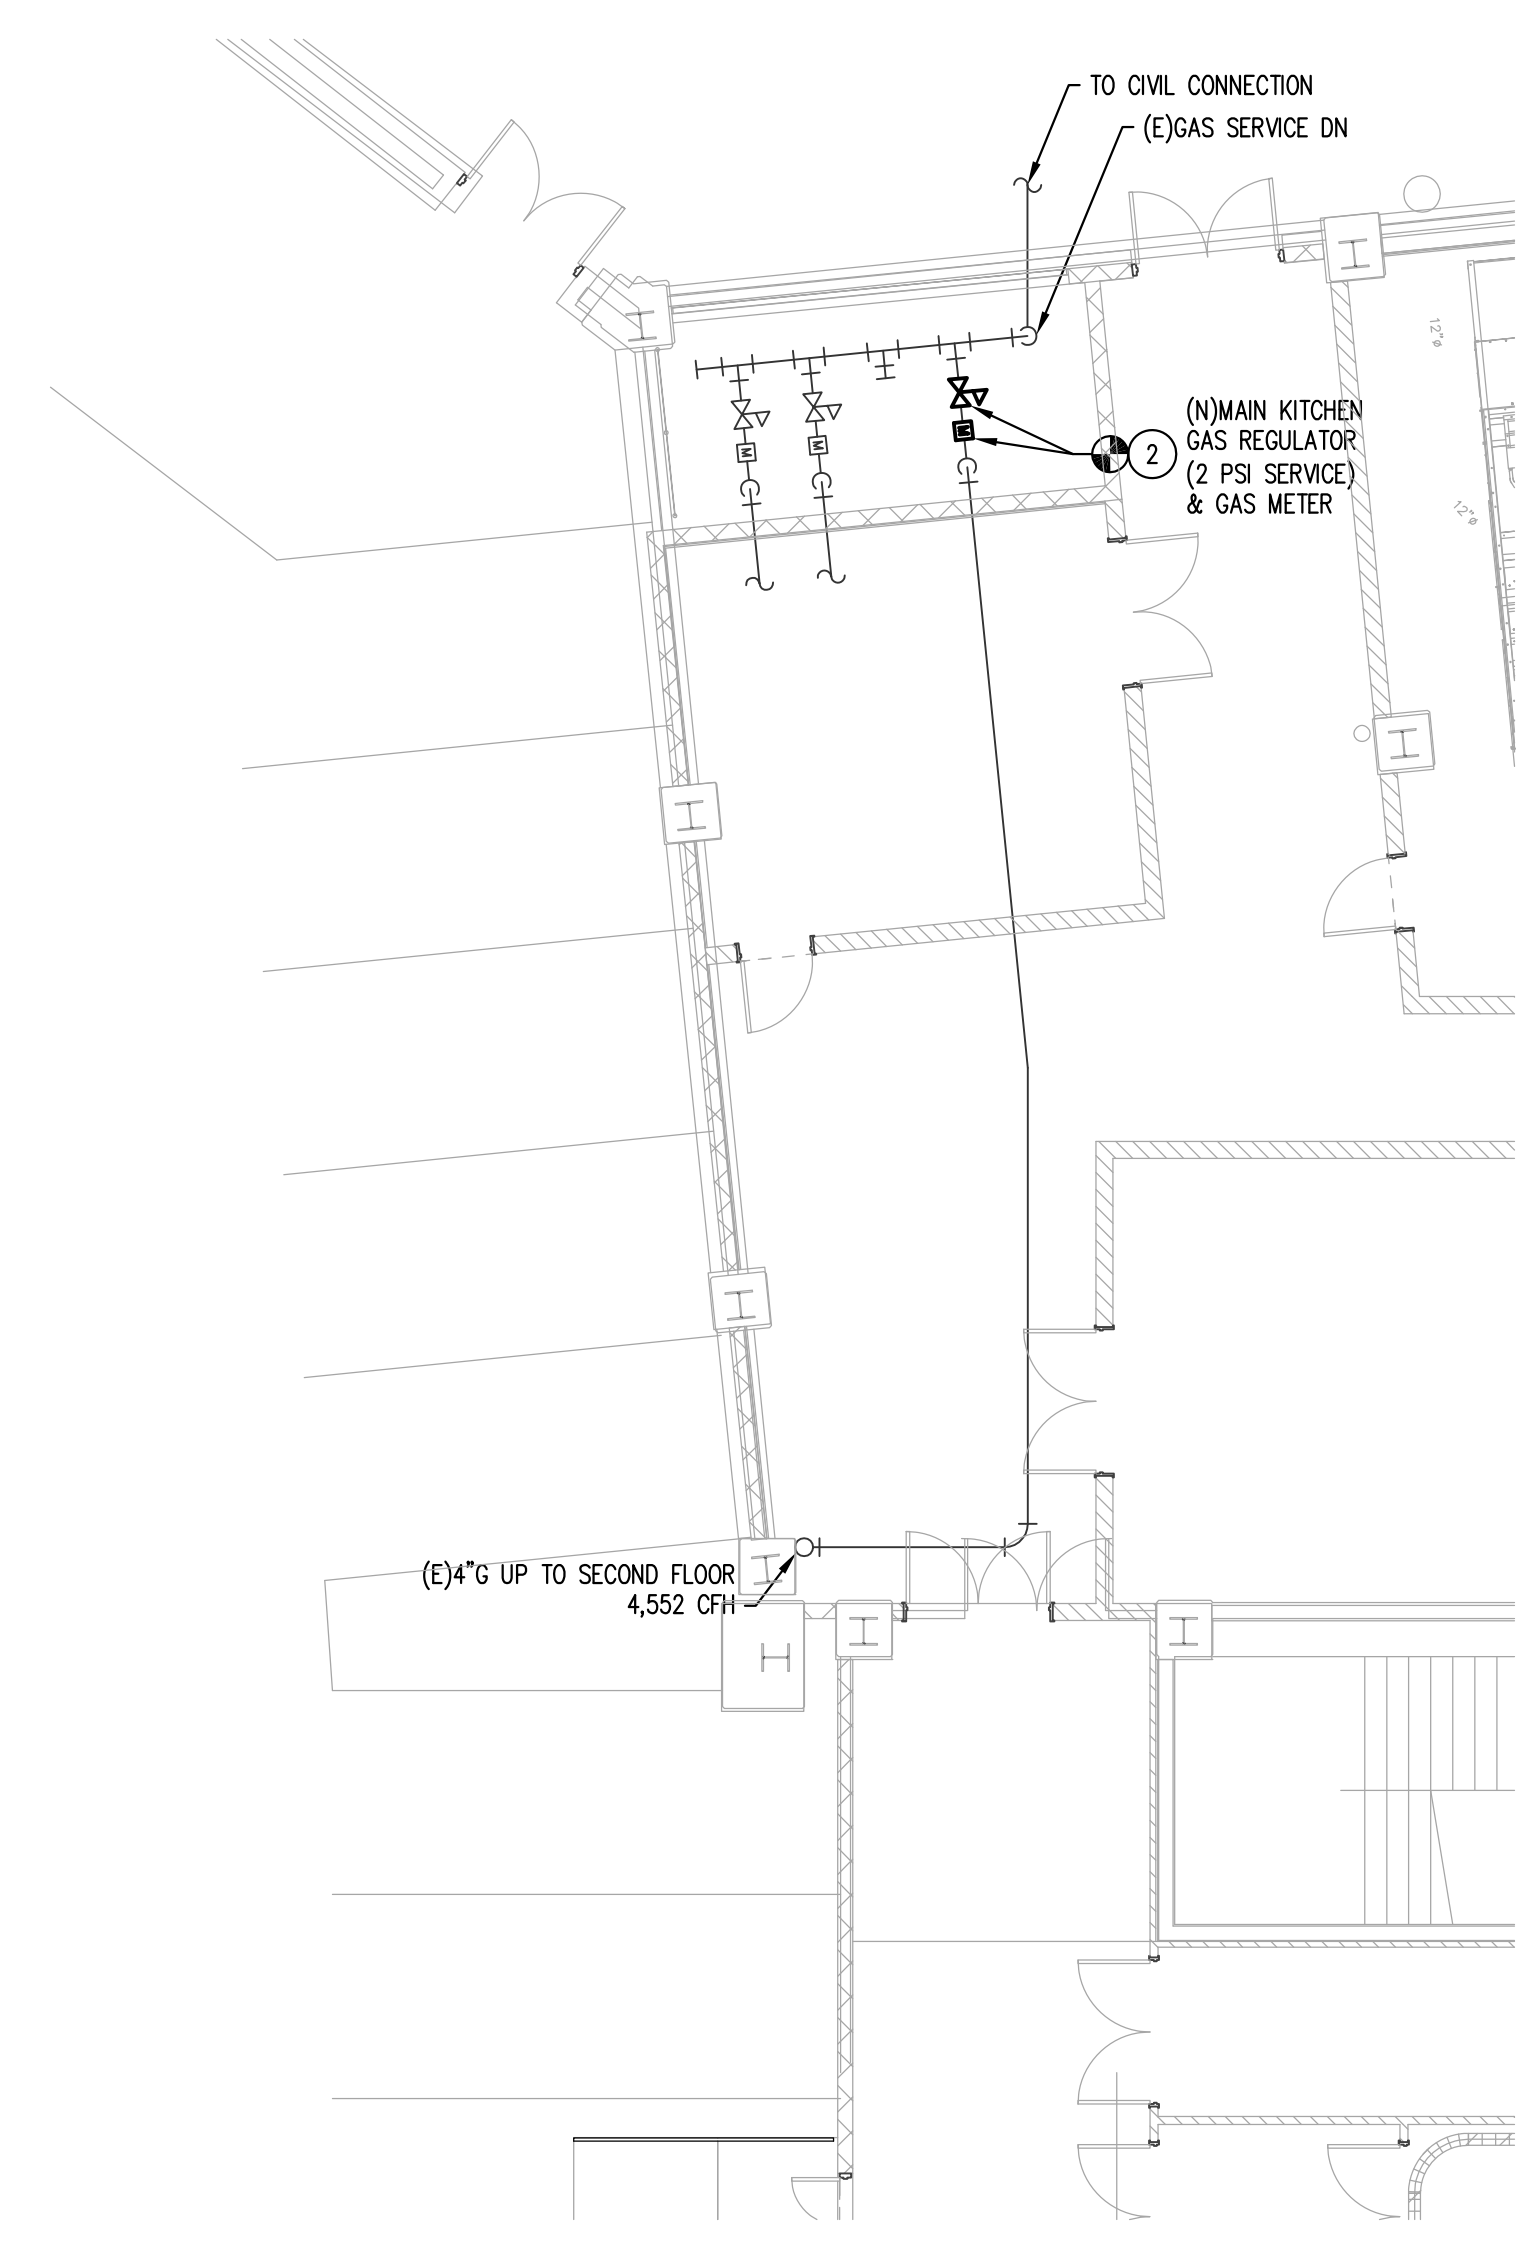 TO CIVIL CONNECTION
(E)GAS SERVICE DN
12"ø
(N)MAIN KITCHEN
GAS REGULATOR
(2 PSI SERVICE)
& GAS METER
2
M
M
M
12"ø
(E)4"G UP TO SECOND FLOOR
4,552 CFH